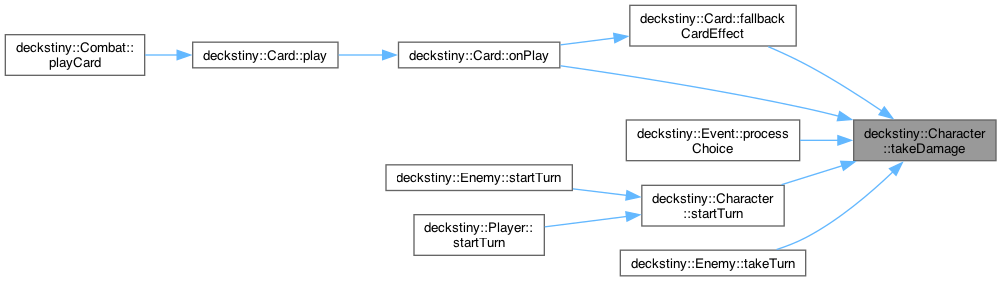 deckstiny::Combat::
playCard
deckstiny::Card::play
deckstiny::Card::onPlay
deckstiny::Card::fallback
CardEffect
deckstiny::Event::process
Choice
deckstiny::Character
::takeDamage
deckstiny::Enemy::startTurn
deckstiny::Player::
startTurn
deckstiny::Character
::startTurn
deckstiny::Enemy::takeTurn